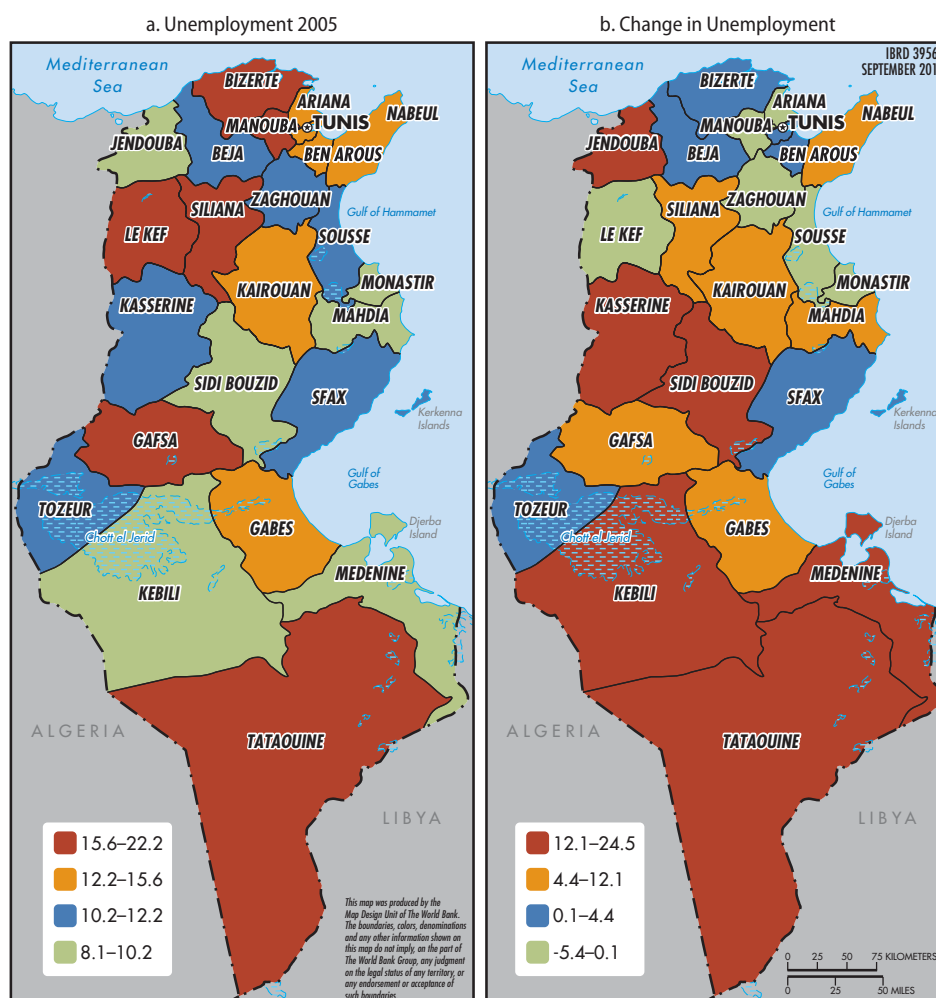 a. Unemployment 2005
Mediterranean
Sea
BIZERTE
ARIANA
TUNIS
NABEUL
MANOUBA
JENDOUBA
BEJA
BEN AROUS
ZAGHOUAN
SILIANA
Gulf of Hammamet
LE KEF
SOUSSE
MONASTIR
KAIROUAN
KASSERINE
MAHDIA
SIDI BOUZID
SFAX
Kerkenna
Islands
GAFSA
Gulf of
Gabes
TOZEUR
Djerba
Island
GABES
Chott el Jerid
MEDENINE
KEBILI
ALGERIA
TATAOUINE
LIBYA
15.6–22.2
12.2–15.6
10.2–12.2
8.1–10.2
This map was produced by the
Map Design Unit of The World Bank.
The boundaries, colors, denominations
and any other information shown on
this map do not imply, on the part of
The World Bank Group, any judgment
on the legal status of any territory, or
any endorsement or acceptance of
such boundaries.
b. Change in Unemployment
IBRD 3956
SEPTEMBER 201
Mediterranean
Sea
BIZERTE
ARIANA
TUNIS
NABEUL
MANOUBA
JENDOUBA
BEJA
BEN AROUS
ZAGHOUAN
SILIANA
Gulf of Hammamet
LE KEF
SOUSSE
MONASTIR
KAIROUAN
KASSERINE
MAHDIA
SIDI BOUZID
SFAX
Kerkenna
Islands
GAFSA
Gulf of
Gabes
TOZEUR
Djerba
Island
GABES
Chott el Jerid
MEDENINE
KEBILI
ALGERIA
TATAOUINE
LIBYA
12.1–24.5
4.4–12.1
0.1–4.4
-5.4–0.1
0 25 50 75 KILOMETERS
0 25 50 MILES